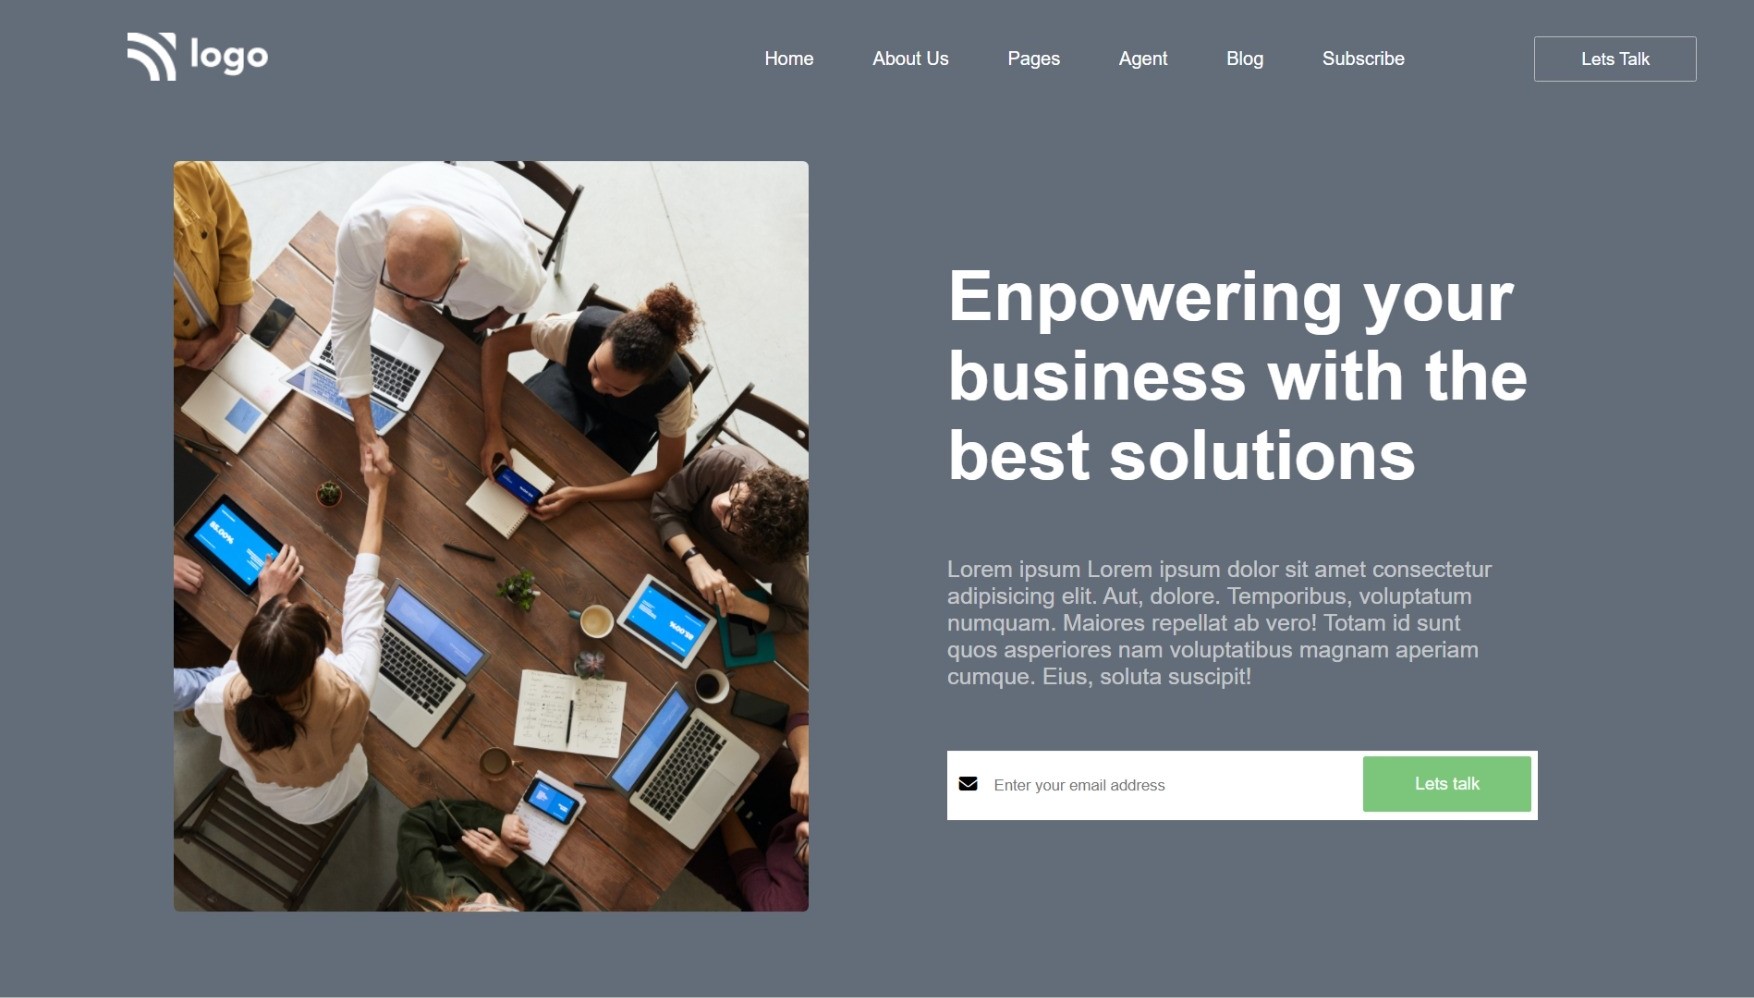 logo
Home About Us Pages Agent Blog Subscribe Lets Talk
Enpowering your
business with the
best solutions
Lorem ipsum Lorem ipsum dolor sit amet consectetur
adipisicing elit. Aut, dolore. Temporibus, voluptatum
numquam. Maiores repellat ab vero! Totam id sunt
quos asperiores nam voluptatibus magnam aperiam
cumque. Eius, soluta suscipit!
Enter your email address
Lets talk